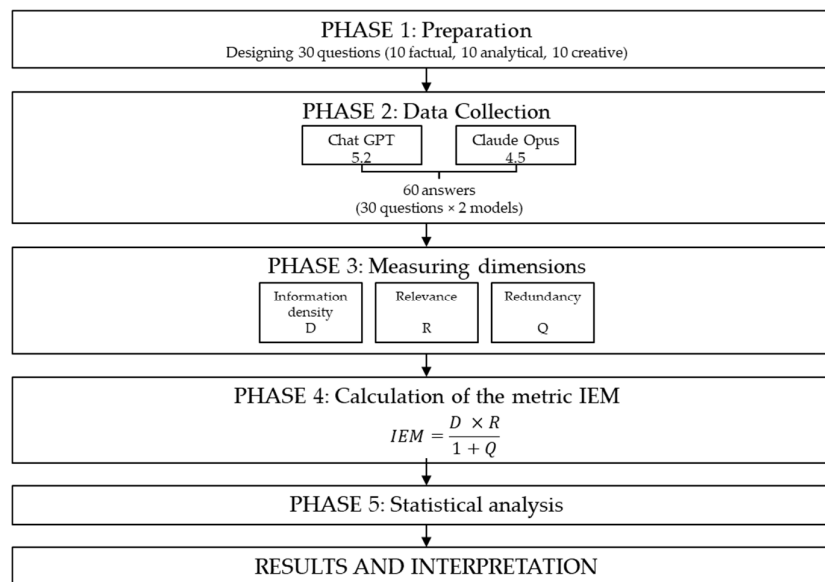 PHASE 1: Preparation
Designing 30 questions (10 factual, 10 analytical, 10 creative)
PHASE 2: Data Collection
Chat GPT
5.2
Claude Opus
4.5
60 answers
(30 questions × 2 models)
PHASE 3: Measuring dimensions
Information
density
D
Relevance
R
Redundancy
Q
PHASE 4: Calculation of the metric IEM
IEM = (D × R) / (1 + Q)
PHASE 5: Statistical analysis
RESULTS AND INTERPRETATION